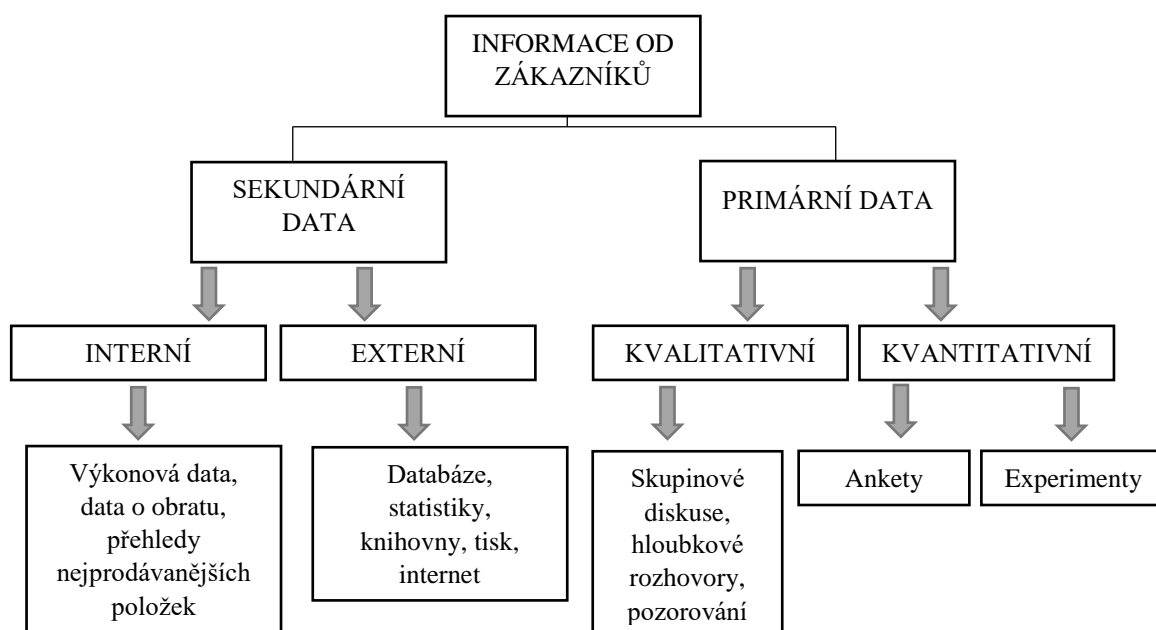 INFORMACE OD
ZÁKAZNÍKŮ
SEKUNDÁRNÍ
DATA
PRIMÁRNÍ DATA
INTERNÍ
EXTERNÍ
KVALITATIVNÍ
KVANTITATIVNÍ
Výkonová data,
data o obratu,
přehledy
nejprodávanějších
položek
Databáze,
statistiky,
knihovny, tisk,
internet
Skupinové
diskuse,
hloubkové
rozhovory,
pozorování
Ankety
Experimenty